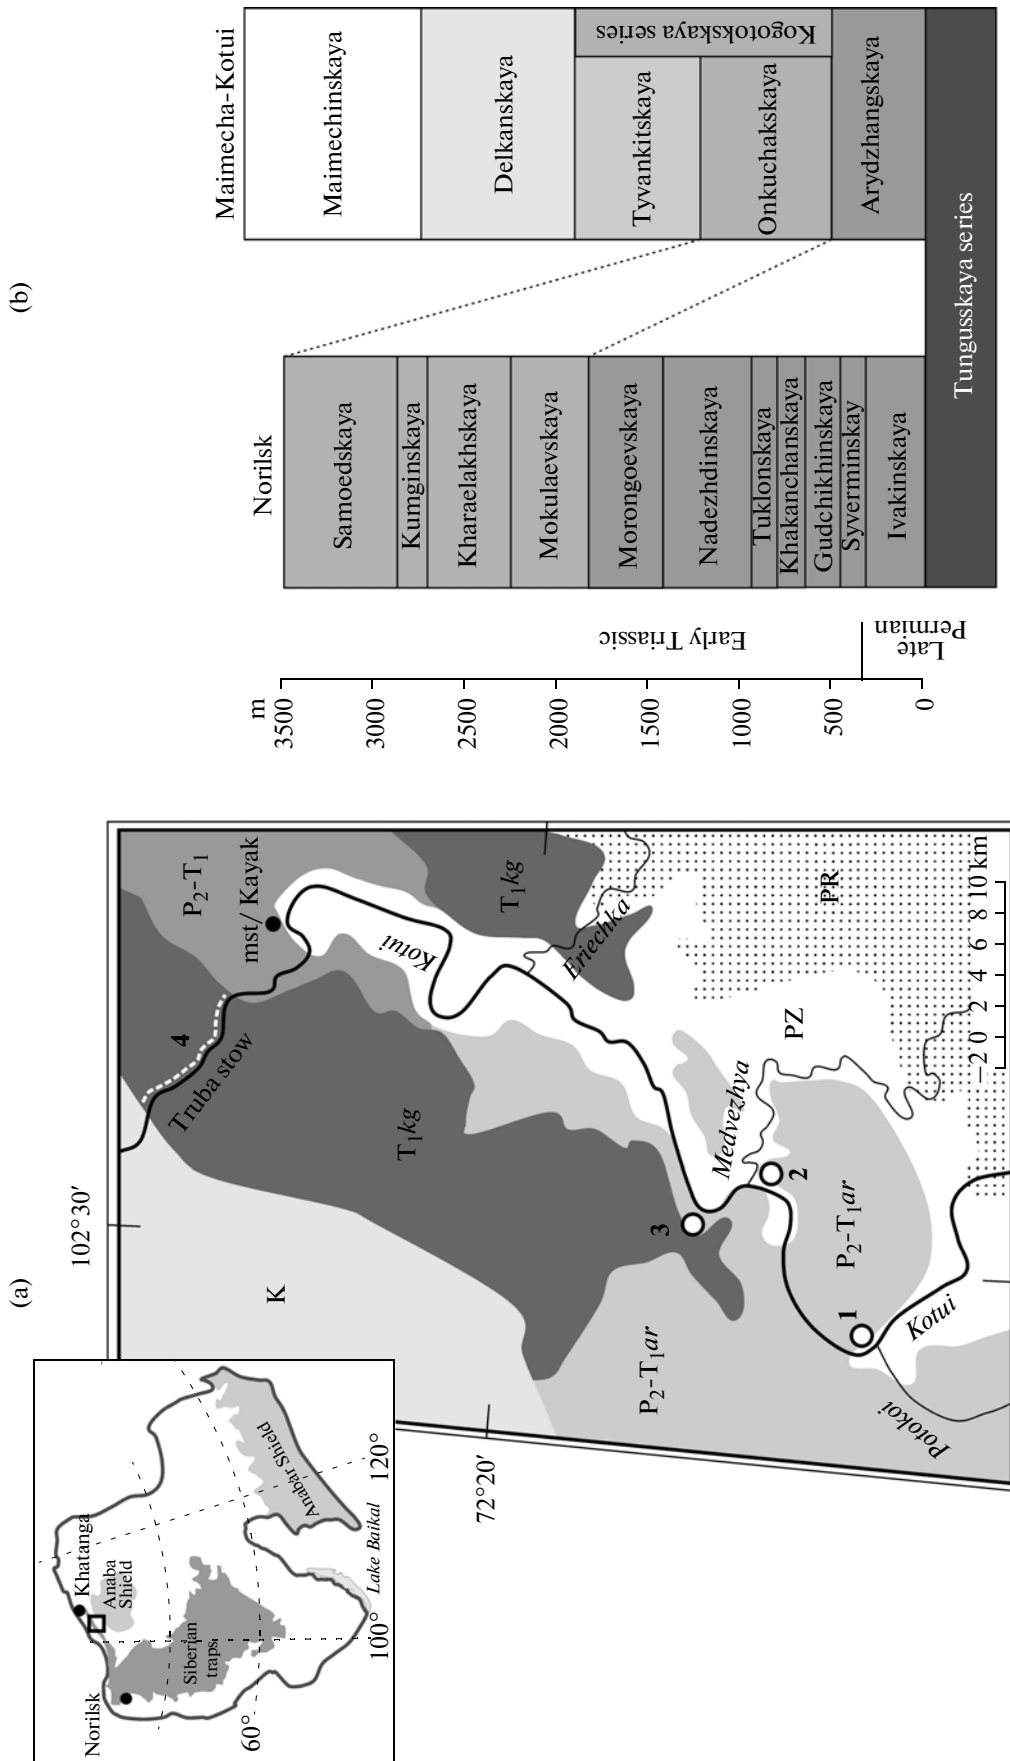 (a)
Norilsk
Khatanga
Anaba
Shield
Siberian
traps
Anabar Shield
Lake Baikal
60°
100°
120°
102°30′
72°20′
K
T1kg
Truba stow
4
P2-T1
mst/ Kayak
Kotui
T1kg
Eriechka
P2-T1ar
3
Medvezhya
2
PZ
PR
P2-T1ar
1
Kotui
Potokoi
–2 0 2 4 6 8 10 km
(b)
m
3500
3000
2500
2000
1500
1000
500
0
Early Triassic
Late
Permian
Norilsk
Samoedskaya
Kumginskaya
Kharaelakhskaya
Mokulaevskaya
Morongoevskaya
Nadezhdinskaya
Tuklonskaya
Khakanchanskaya
Gudchikhinskaya
Syverminskay
Ivakinskaya
Maimecha-Kotui
Maimechinskaya
Delkanskaya
Tyvankitskaya
Onkuchakskaya
Kogotokskaya series
Arydzhangskaya
Tungusskaya series